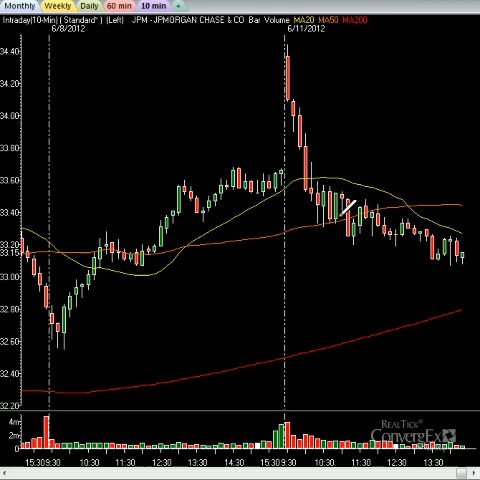 Monthly Weekly Daily 60 min 10 min +
Intraday(10-Min) (Standard*) (Left) JPM - JPMORGAN CHASE & CO Bar Volume MA20 MA50 MA200
6/8/2012 6/11/2012
34.40
34.20
34.00
33.80
33.60
33.40
33.20
33.00
32.80
32.60
32.40
32.20
4m
2m
0
REALTICK®
ConvergEx
15:30 9:30 10:30 11:30 12:30 13:30 14:30 15:30 9:30 10:30 11:30 12:30 13:30